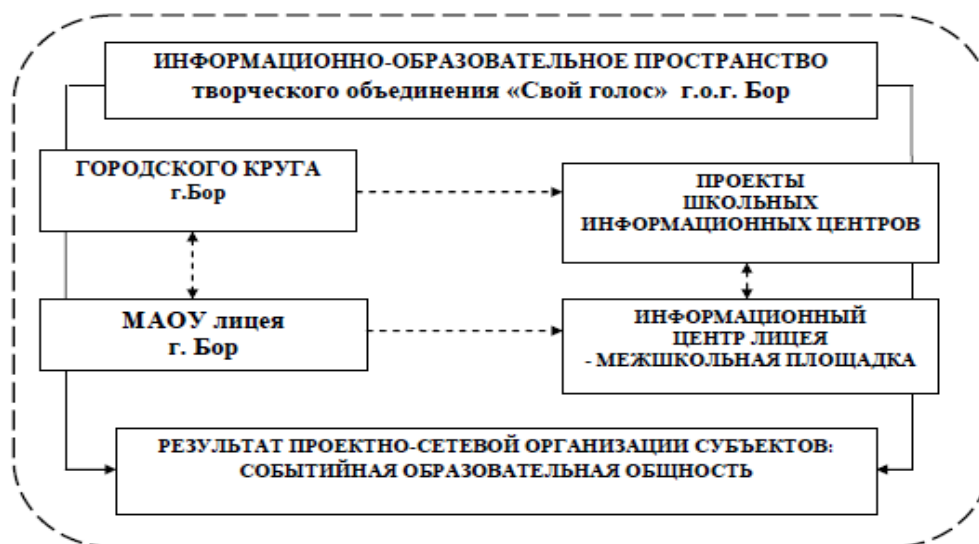 ИНФОРМАЦИОННО-ОБРАЗОВАТЕЛЬНОЕ ПРОСТРАНСТВО
творческого объединения «Свой голос» г.о.г. Бор
ГОРОДСКОГО КРУГА
г.Бор
ПРОЕКТЫ
ШКОЛЬНЫХ
ИНФОРМАЦИОННЫХ ЦЕНТРОВ
МАОУ лицея
г. Бор
ИНФОРМАЦИОННЫЙ
ЦЕНТР ЛИЦЕЯ
- МЕЖШКОЛЬНАЯ ПЛОЩАДКА
РЕЗУЛЬТАТ ПРОЕКТНО-СЕТЕВОЙ ОРГАНИЗАЦИИ СУБЪЕКТОВ:
СОБЫТИЙНАЯ ОБРАЗОВАТЕЛЬНАЯ ОБЩНОСТЬ